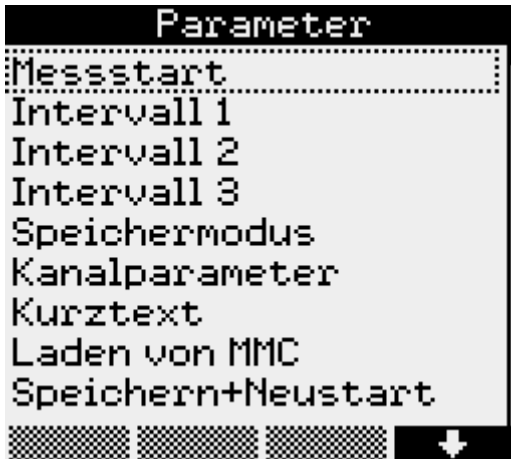 Parameter
Messstart
Intervall 1
Intervall 2
Intervall 3
Speichermodus
Kanalparameter
Kurztext
Laden von MMC
Speichern+Neustart